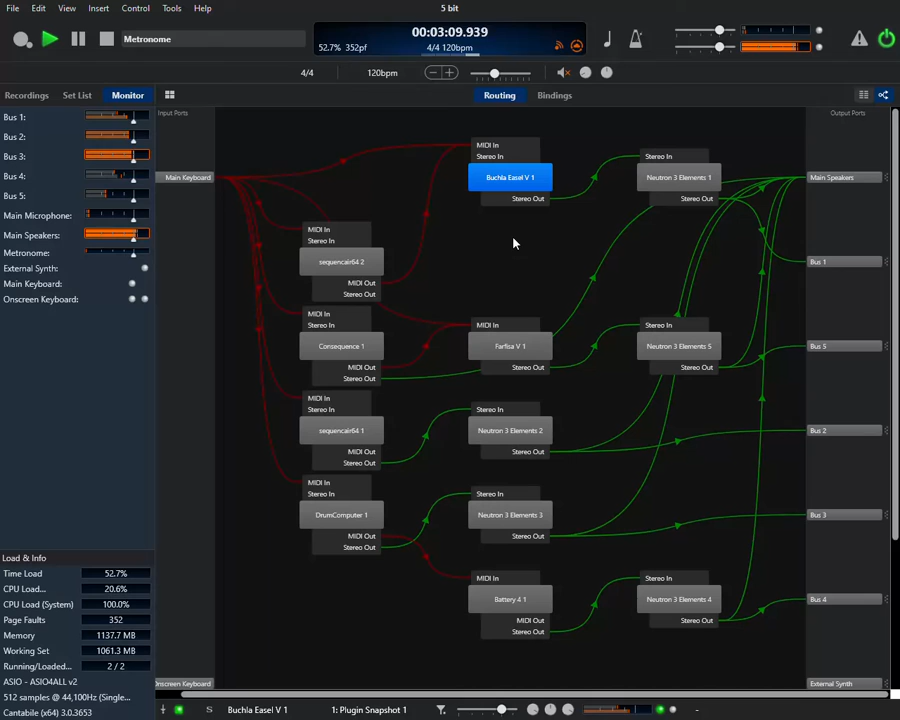 File Edit View Insert Control Tools Help
5 bit
Metronome
00:03:09.939
52.7% 352pf
4/4 120bpm
4/4 120bpm
Recordings Set List Monitor
Routing Bindings
Bus 1:
Bus 2:
Bus 3:
Bus 4:
Bus 5:
Main Microphone:
Main Speakers:
Metronome:
External Synth:
Main Keyboard:
Onscreen Keyboard:
Load & Info
Time Load 52.7%
CPU Load... 20.6%
CPU Load (System) 100.0%
Page Faults 352
Memory 1137.7 MB
Working Set 1061.3 MB
Running/Loaded... 2 / 2
ASIO - ASIO4ALL v2
512 samples @ 44,100Hz (Single...
Cantabile (x64) 3.0.3653
Input Ports
Main Keyboard
Onscreen Keyboard
MIDI In
Stereo In
sequencair64 2
MIDI Out
Stereo Out
MIDI In
Stereo In
Consequence 1
MIDI Out
Stereo Out
MIDI In
Stereo In
sequencair64 1
MIDI Out
Stereo Out
MIDI In
Stereo In
DrumComputer 1
MIDI Out
Stereo Out
MIDI In
Stereo In
Buchla Easel V 1
Stereo Out
MIDI In
Farfisa V 1
Stereo Out
Stereo In
Neutron 3 Elements 2
Stereo Out
Stereo In
Neutron 3 Elements 3
Stereo Out
MIDI In
Battery 4 1
MIDI Out
Stereo Out
Stereo In
Neutron 3 Elements 1
Stereo Out
Stereo In
Neutron 3 Elements 5
Stereo Out
Stereo In
Neutron 3 Elements 4
Stereo Out
Output Ports
Main Speakers
Bus 1
Bus 5
Bus 2
Bus 3
Bus 4
External Synth
S Buchla Easel V 1 1: Plugin Snapshot 1 -